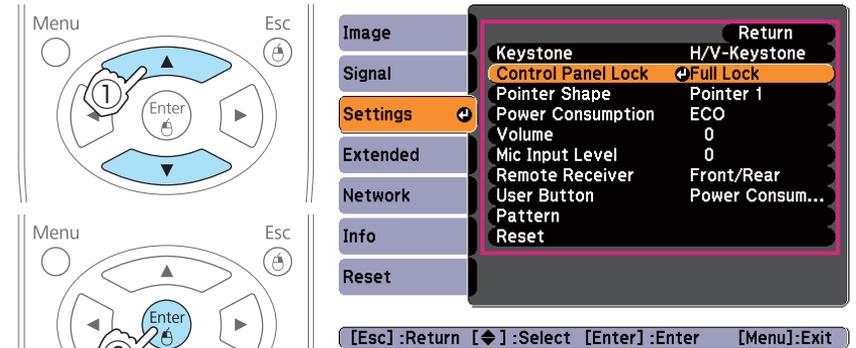 Menu
Esc
Enter
1
Menu
Esc
Enter
Image
Signal
Settings
Extended
Network
Info
Reset
Return
Keystone H/V-Keystone
Control Panel Lock Full Lock
Pointer Shape Pointer 1
Power Consumption ECO
Volume 0
Mic Input Level 0
Remote Receiver Front/Rear
User Button Power Consum...
Pattern
Reset
[Esc] :Return [◆] :Select [Enter] :Enter [Menu]:Exit